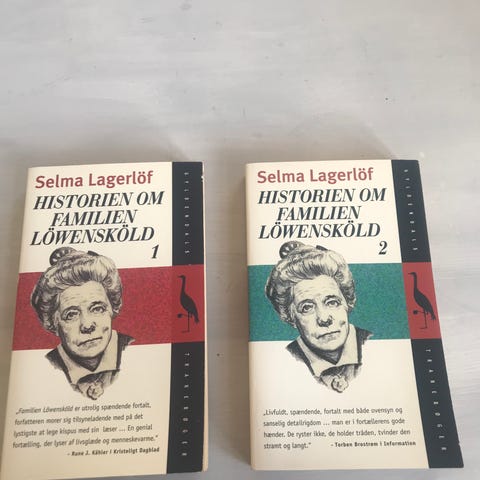 Selma Lagerlöf
HISTORIEN OM
FAMILIEN
LÖWENSKÖLD
1
GYLDENDALS
TRANEBØGER
„Familien Löwensköld er utrolig spændende fortalt,
forfatteren morer sig tilsyneladende med på det
lystigste at lege kispus med sin læser ... En genial
fortælling, der lyser af livsglæde og menneskevarme.“
- Rune J. Kähler i Kristeligt Dagblad
Selma Lagerlöf
HISTORIEN OM
FAMILIEN
LÖWENSKÖLD
2
GYLDENDALS
TRANEBØGER
„Livfuldt, spændende, fortalt med både uvensyn og
sanselig detailrigdom ... man er i fortællerens gode
hænder. De ryster ikke, de holder tråden, tvinder den
stramt og langt.“ - Torben Brostrøm i Information